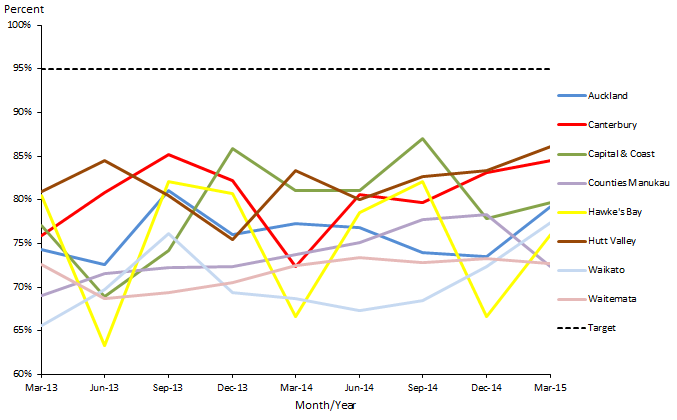 Percent
100%
95%
90%
85%
80%
75%
70%
65%
60%
Mar-13 Jun-13 Sep-13 Dec-13 Mar-14 Jun-14 Sep-14 Dec-14 Mar-15
Month/Year
Auckland
Canterbury
Capital & Coast
Counties Manukau
Hawke's Bay
Hutt Valley
Waikato
Waitemata
Target